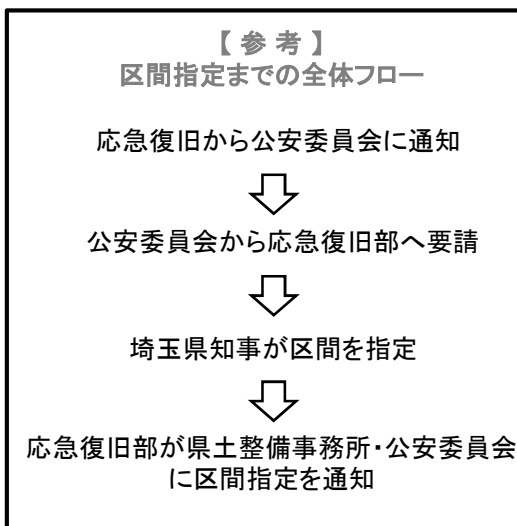 【 参 考 】
区間指定までの全体フロー
応急復旧から公安委員会に通知
公安委員会から応急復旧部へ要請
埼玉県知事が区間を指定
応急復旧部が県土整備事務所・公安委員会
に区間指定を通知